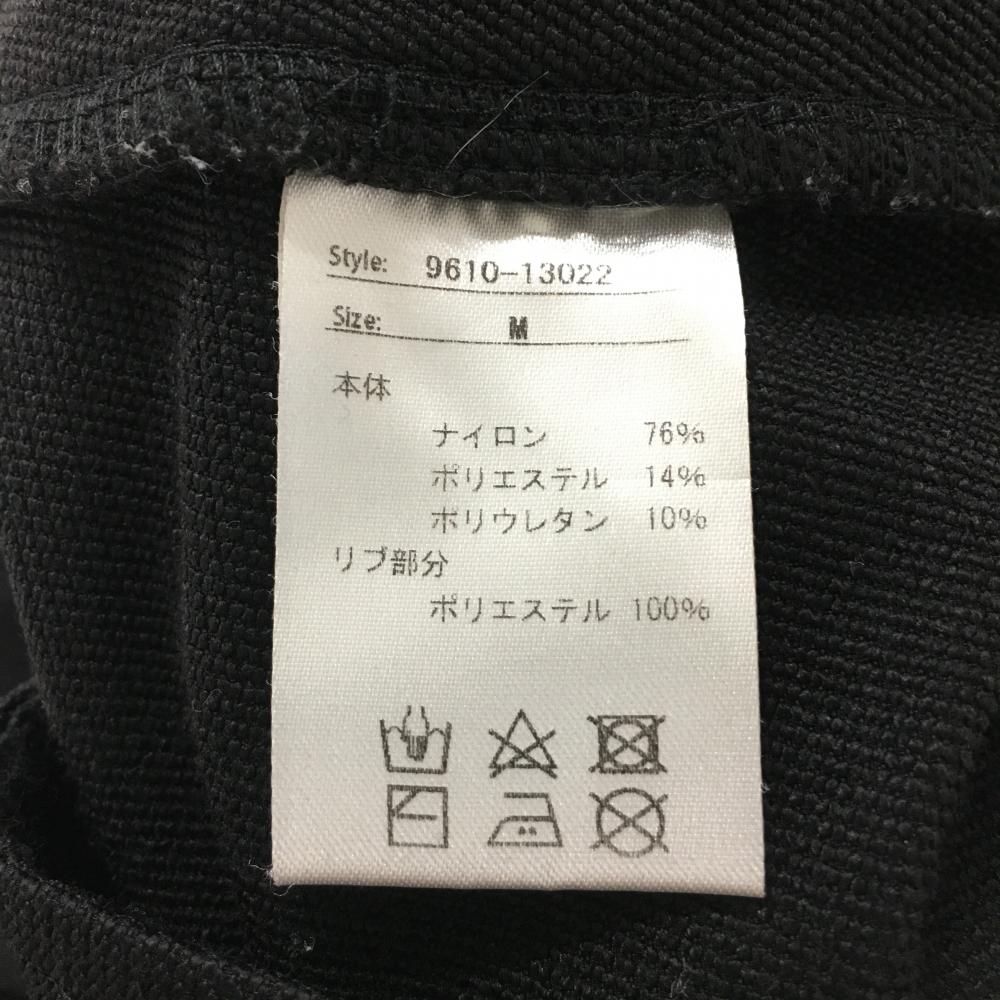 Style: 9610-13022
Size: M
本体
ナイロン 76%
ポリエステル 14%
ポリウレタン 10%
リブ部分
ポリエステル 100%